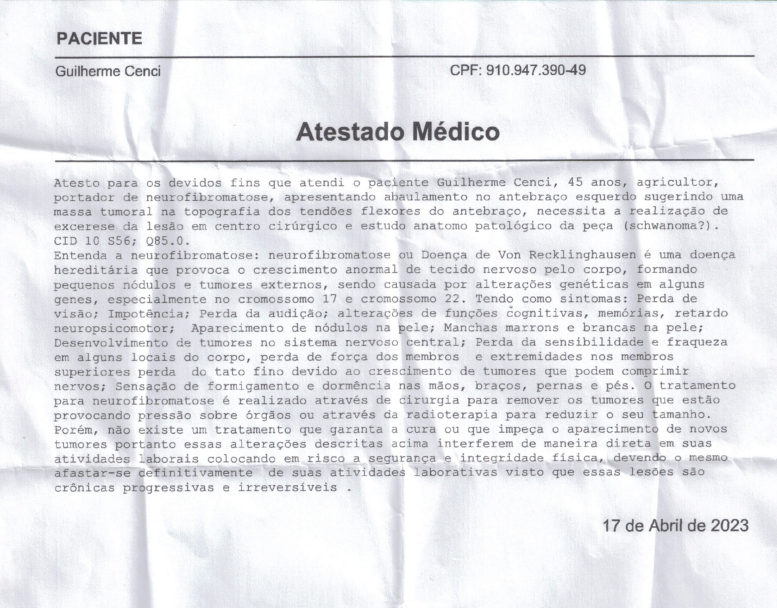 PACIENTE
Guilherme Cenci CPF: 910.947.390-49
Atestado Médico
Atesto para os devidos fins que atendi o paciente Guilherme Cenci, 45 anos, agricultor,
portador de neurofibromatose, apresentando abaulamento no antebraço esquerdo sugerindo uma
massa tumoral na topografia dos tendões flexores do antebraço, necessita a realização de
excerese da lesão em centro cirúrgico e estudo anatomo patológico da peça (schwanoma?).
CID 10 S56; Q85.0.
Entenda a neurofibromatose: neurofibromatose ou Doença de Von Recklinghausen é uma doença
hereditária que provoca o crescimento anormal de tecido nervoso pelo corpo, formando
pequenos nódulos e tumores externos, sendo causada por alterações genéticas em alguns
genes, especialmente no cromossomo 17 e cromossomo 22. Tendo como sintomas: Perda de
visão; Impotência; Perda da audição; alterações de funções cognitivas, memórias, retardo
neuropsicomotor; Aparecimento de nódulos na pele; Manchas marrons e brancas na pele;
Desenvolvimento de tumores no sistema nervoso central; Perda da sensibilidade e fraqueza
em alguns locais do corpo, perda de força dos membros e extremidades nos membros
superiores perda do tato fino devido ao crescimento de tumores que podem comprimir
nervos; Sensação de formigamento e dormência nas mãos, braços, pernas e pés. O tratamento
para neurofibromatose é realizado através de cirurgia para remover os tumores que estão
provocando pressão sobre órgãos ou através da radioterapia para reduzir o seu tamanho.
Porém, não existe um tratamento que garanta a cura ou que impeça o aparecimento de novos
tumores portanto essas alterações descritas acima interferem de maneira direta em suas
atividades laborais colocando em risco a segurança e integridade física, devendo o mesmo
afastar-se definitivamente de suas atividades laborativas visto que essas lesões são
crônicas progressivas e irreversíveis .
17 de Abril de 2023